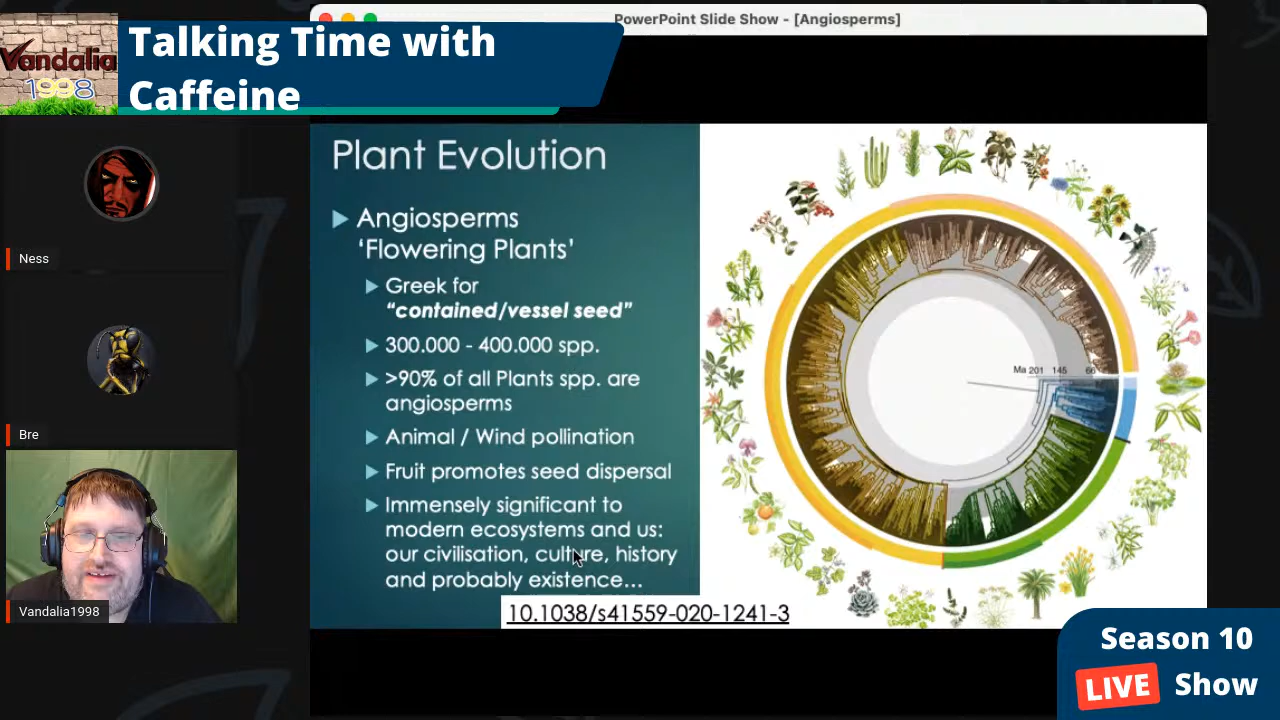 PowerPoint Slide Show - [Angiosperms]
Vandalia
1998
Talking Time with
Caffeine
Ness
Bre
Vandalia1998
Plant Evolution
Angiosperms
‘Flowering Plants’
Greek for
“contained/vessel seed”
300.000 - 400.000 spp.
>90% of all Plants spp. are
angiosperms
Animal / Wind pollination
Fruit promotes seed dispersal
Immensely significant to
modern ecosystems and us:
our civilisation, culture, history
and probably existence...
Ma 201 145 66
10.1038/s41559-020-1241-3
Season 10
LIVE Show